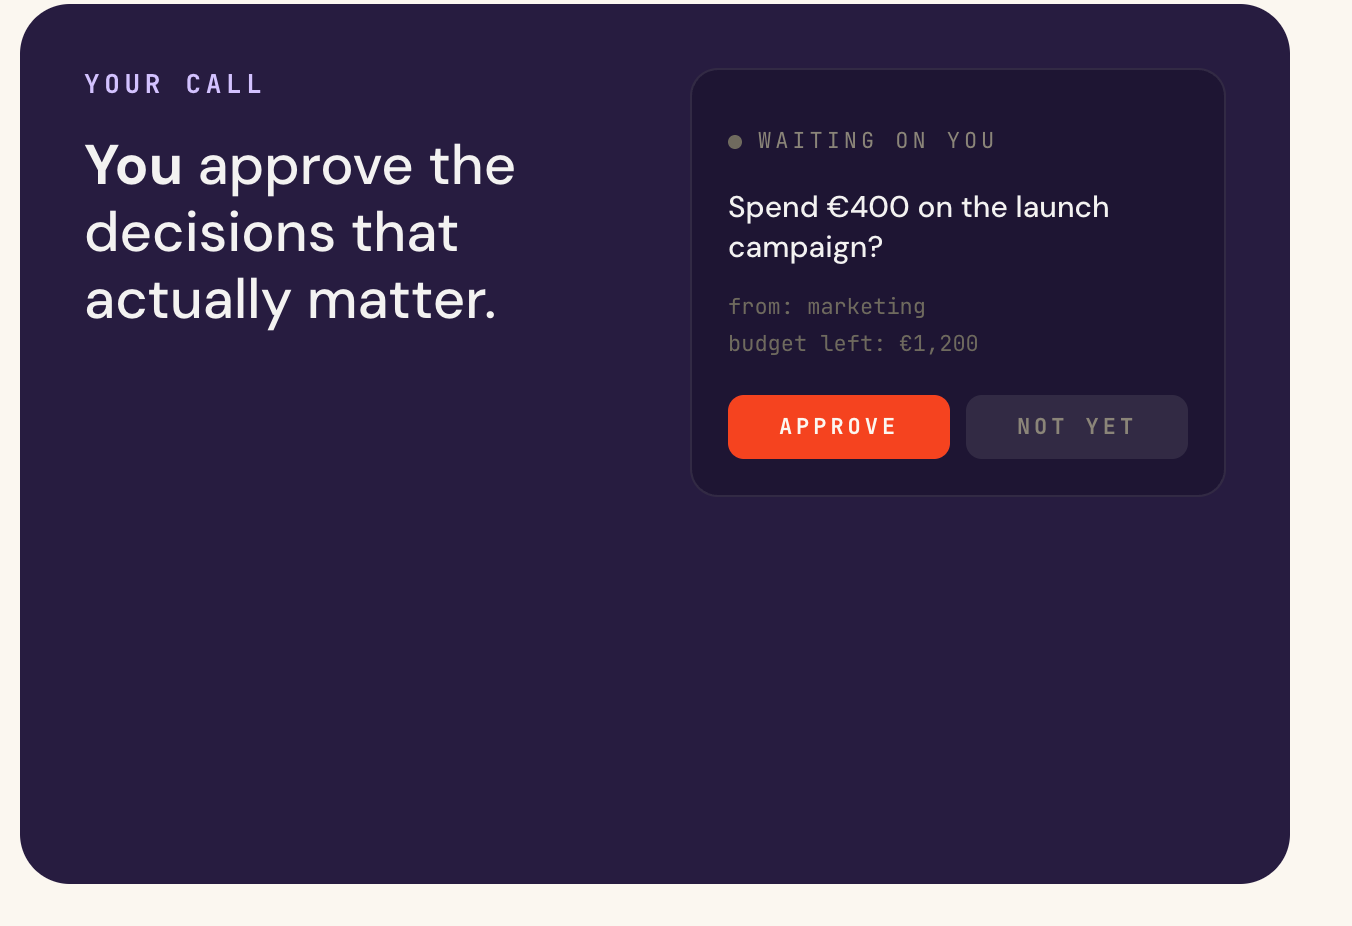 YOUR CALL
You approve the
decisions that
actually matter.
WAITING ON YOU
Spend €400 on the launch
campaign?
from: marketing
budget left: €1,200
APPROVE
NOT YET